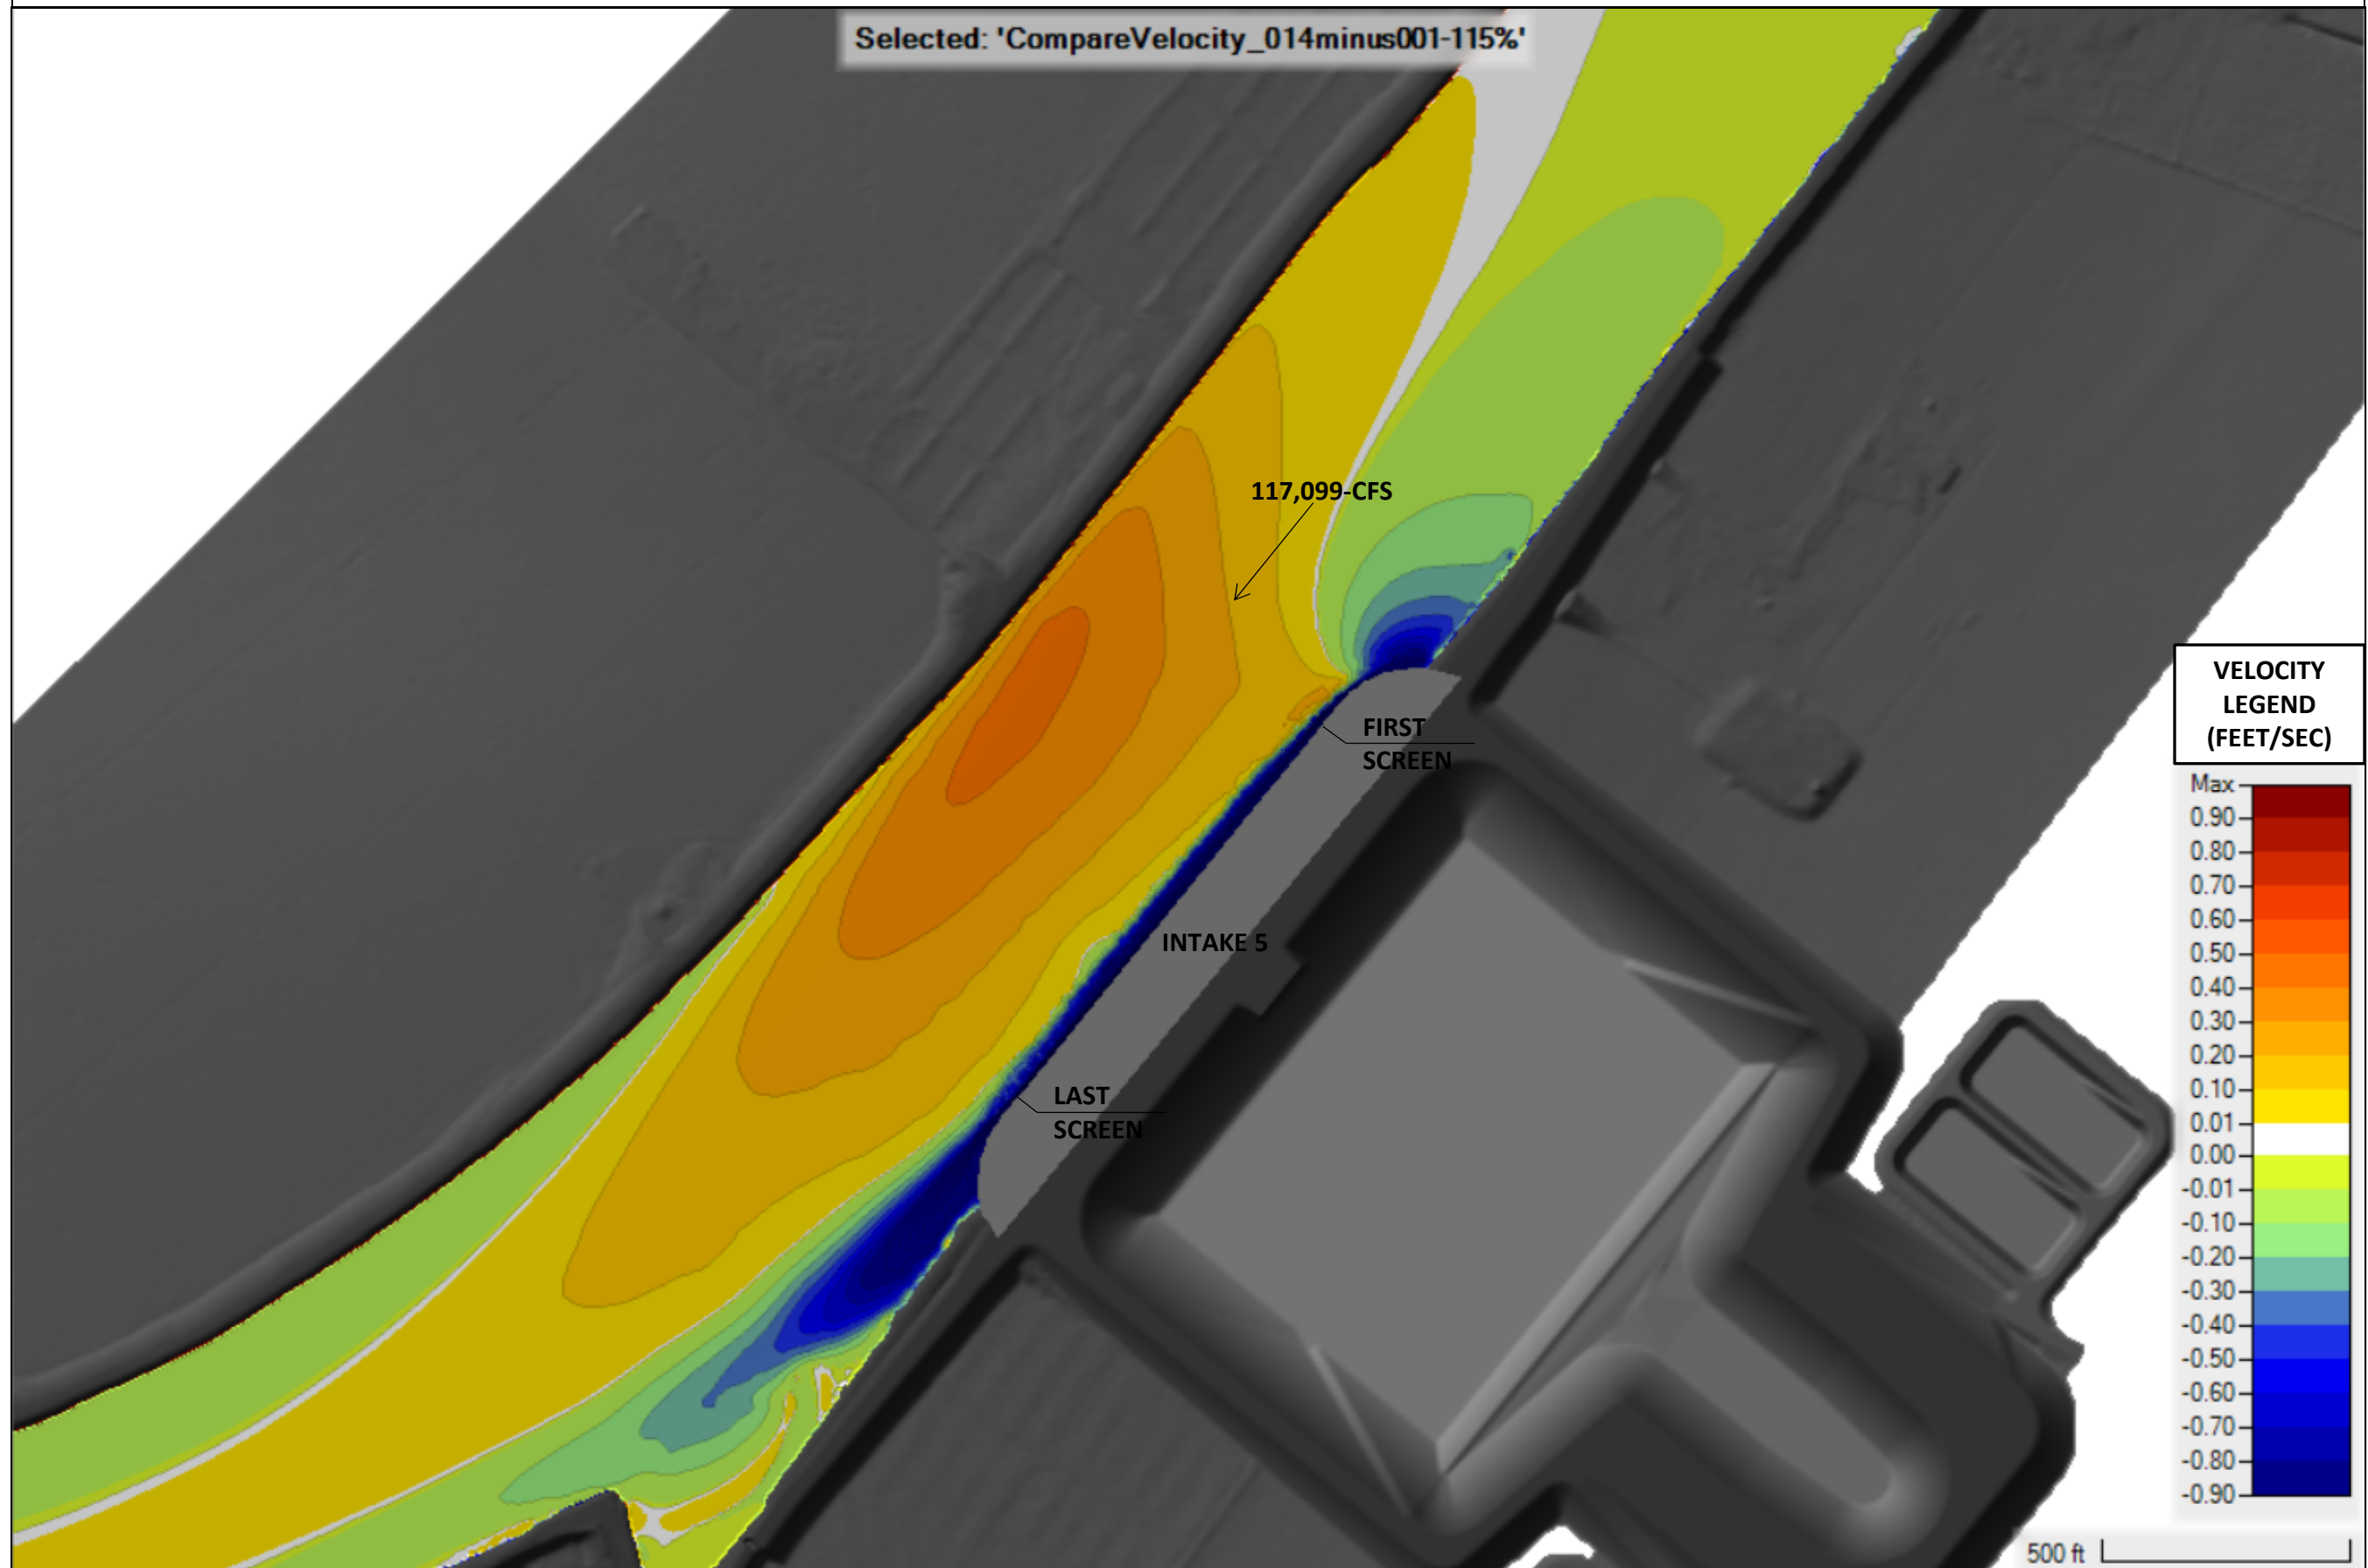 Selected: 'CompareVelocity_014minus001-115%'
117,099-CFS
FIRST
SCREEN
INTAKE 5
LAST
SCREEN
VELOCITY
LEGEND
(FEET/SEC)
Max
0.90
0.80
0.70
0.60
0.50
0.40
0.30
0.20
0.10
0.01
0.00
-0.01
-0.10
-0.20
-0.30
-0.40
-0.50
-0.60
-0.70
-0.80
-0.90
500 ft